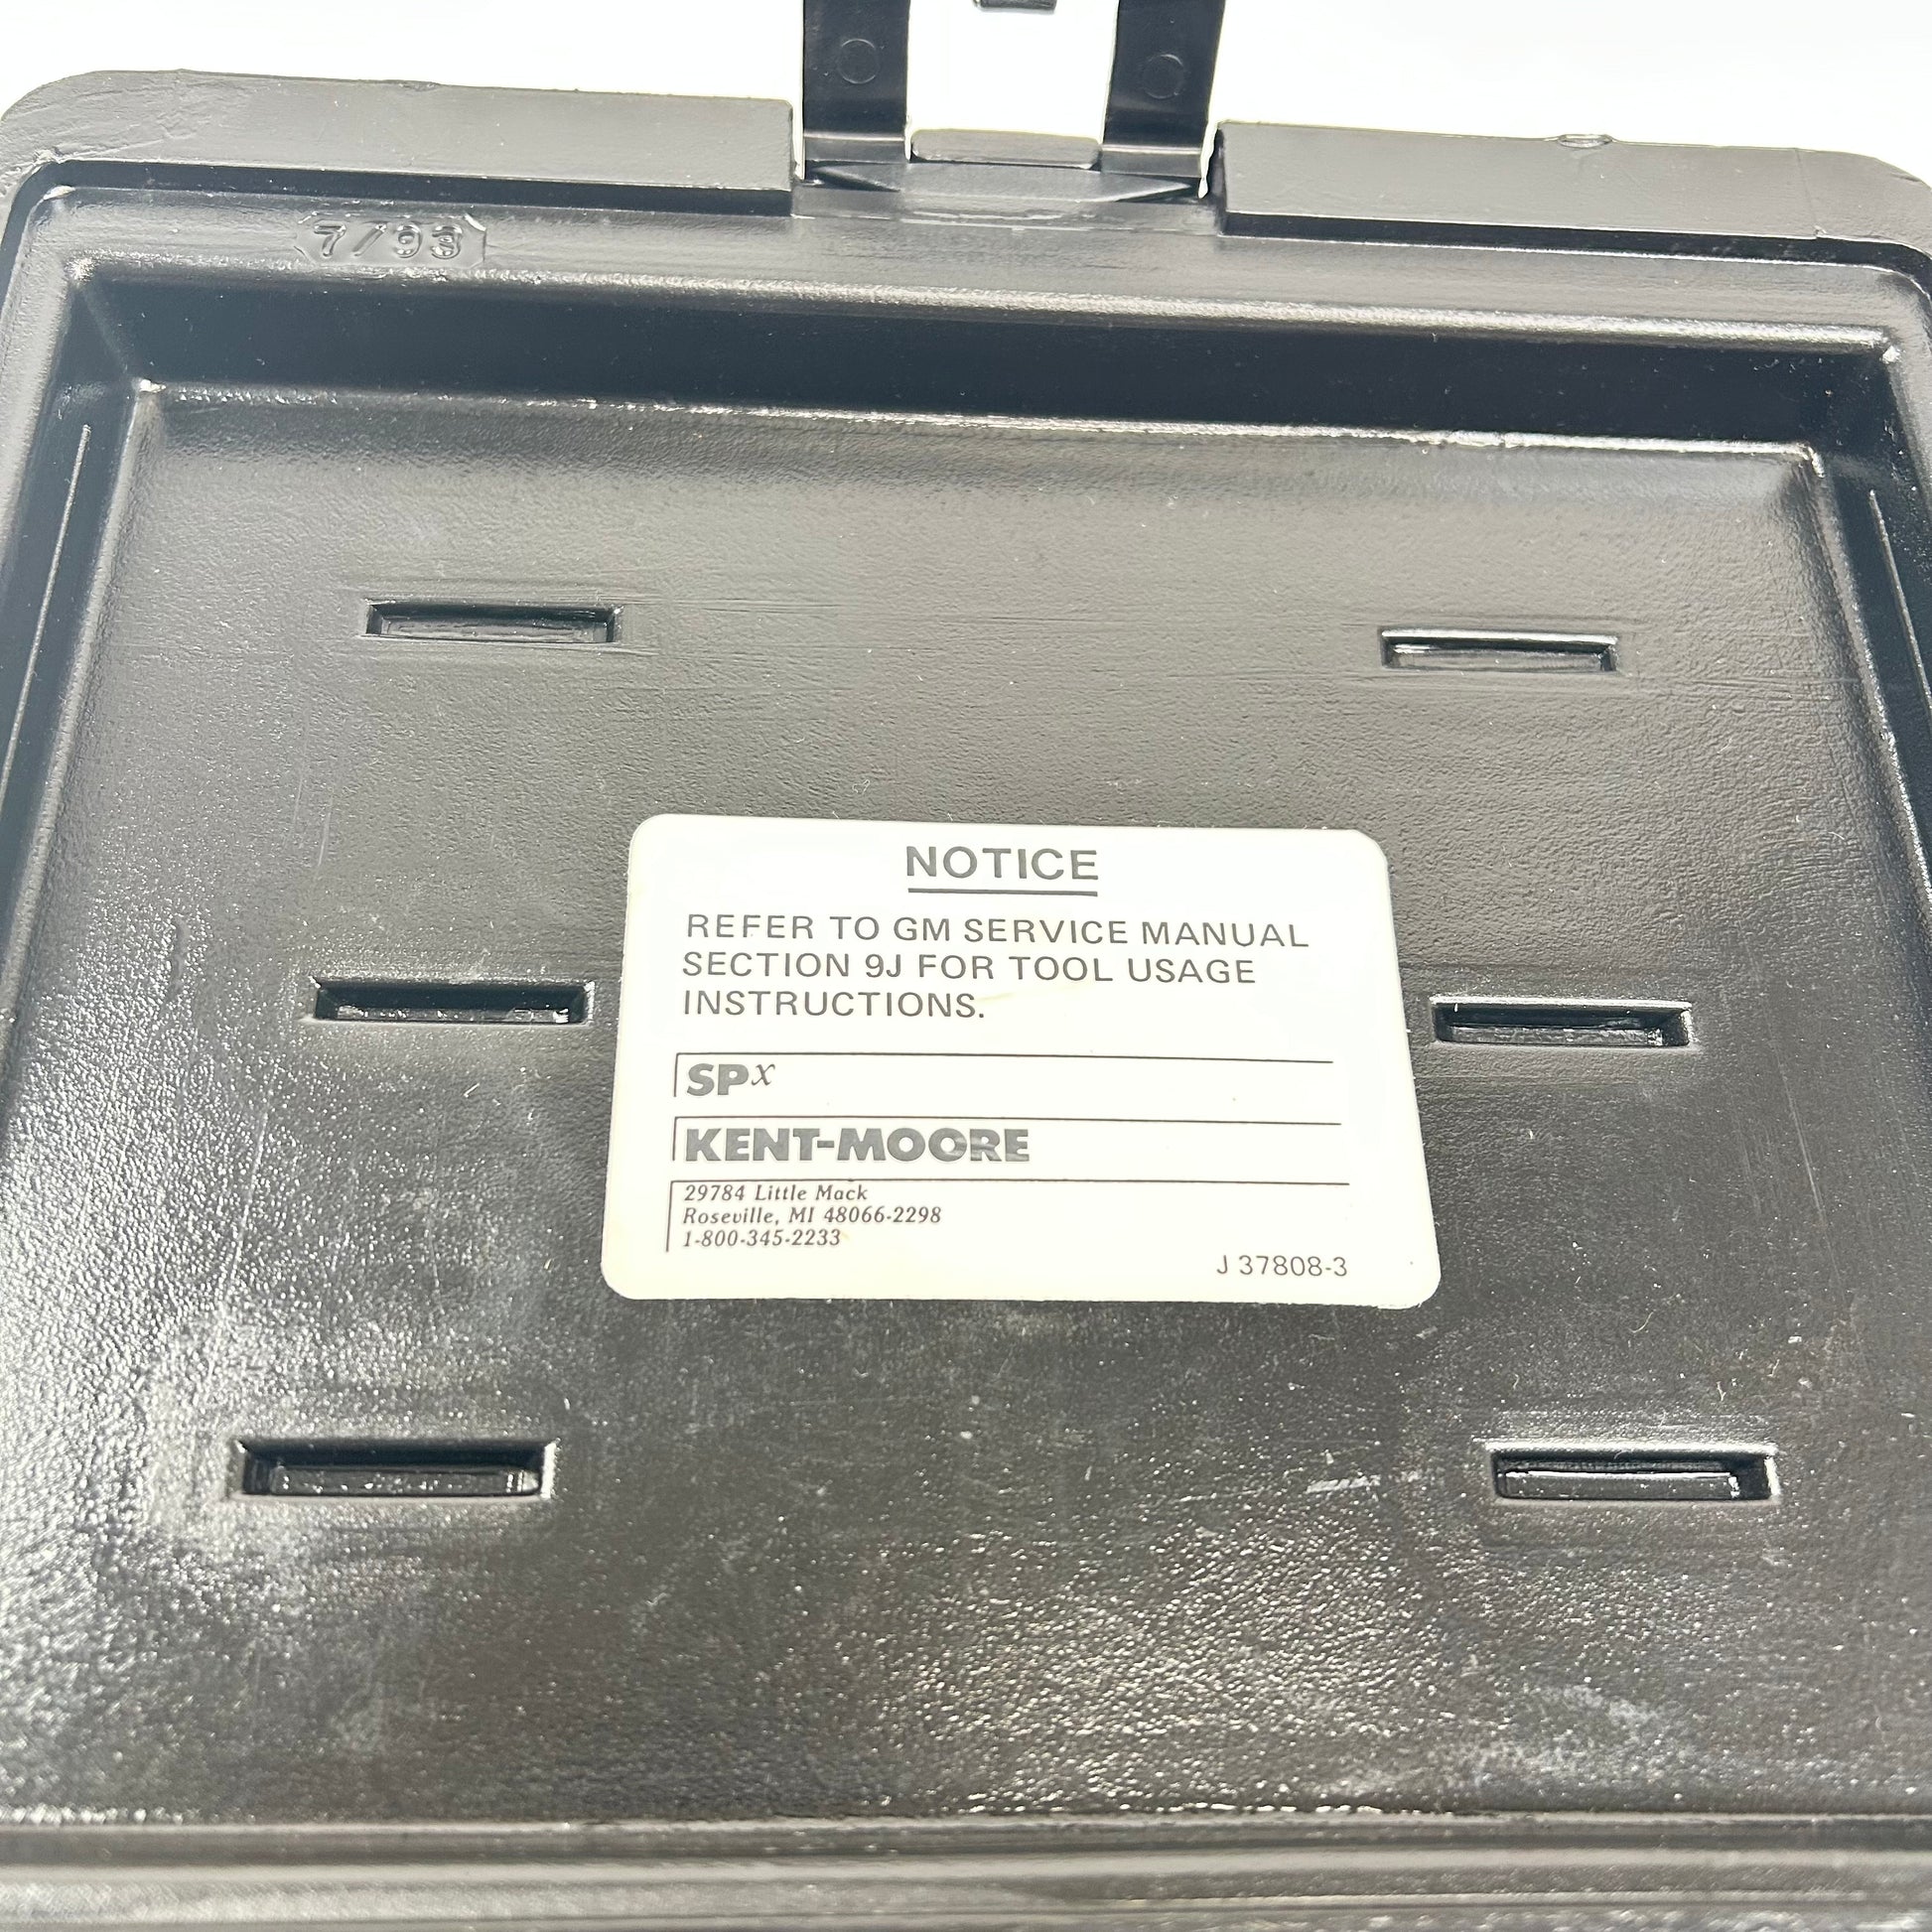 7/93
NOTICE
REFER TO GM SERVICE MANUAL
SECTION 9J FOR TOOL USAGE
INSTRUCTIONS.
SPX
KENT-MOORE
29784 Little Mack
Roseville, MI 48066-2298
1-800-345-2233
J 37808-3